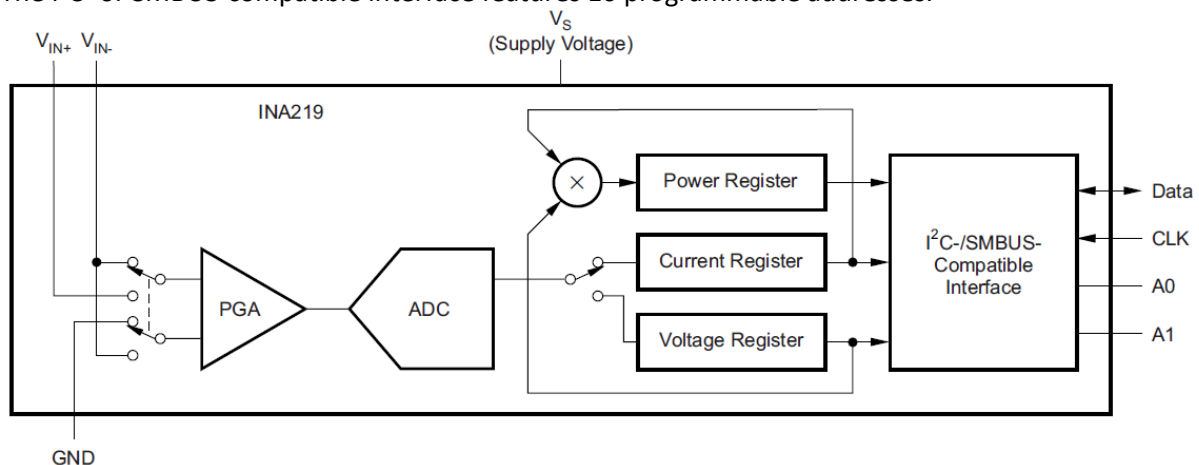 The I²C- or SMBUS-compatible interface features 16 programmable addresses.
V_IN+ V_IN-
V_S
(Supply Voltage)
INA219
×
Power Register
Current Register
Voltage Register
PGA
ADC
I²C-/SMBUS-
Compatible
Interface
Data
CLK
A0
A1
GND